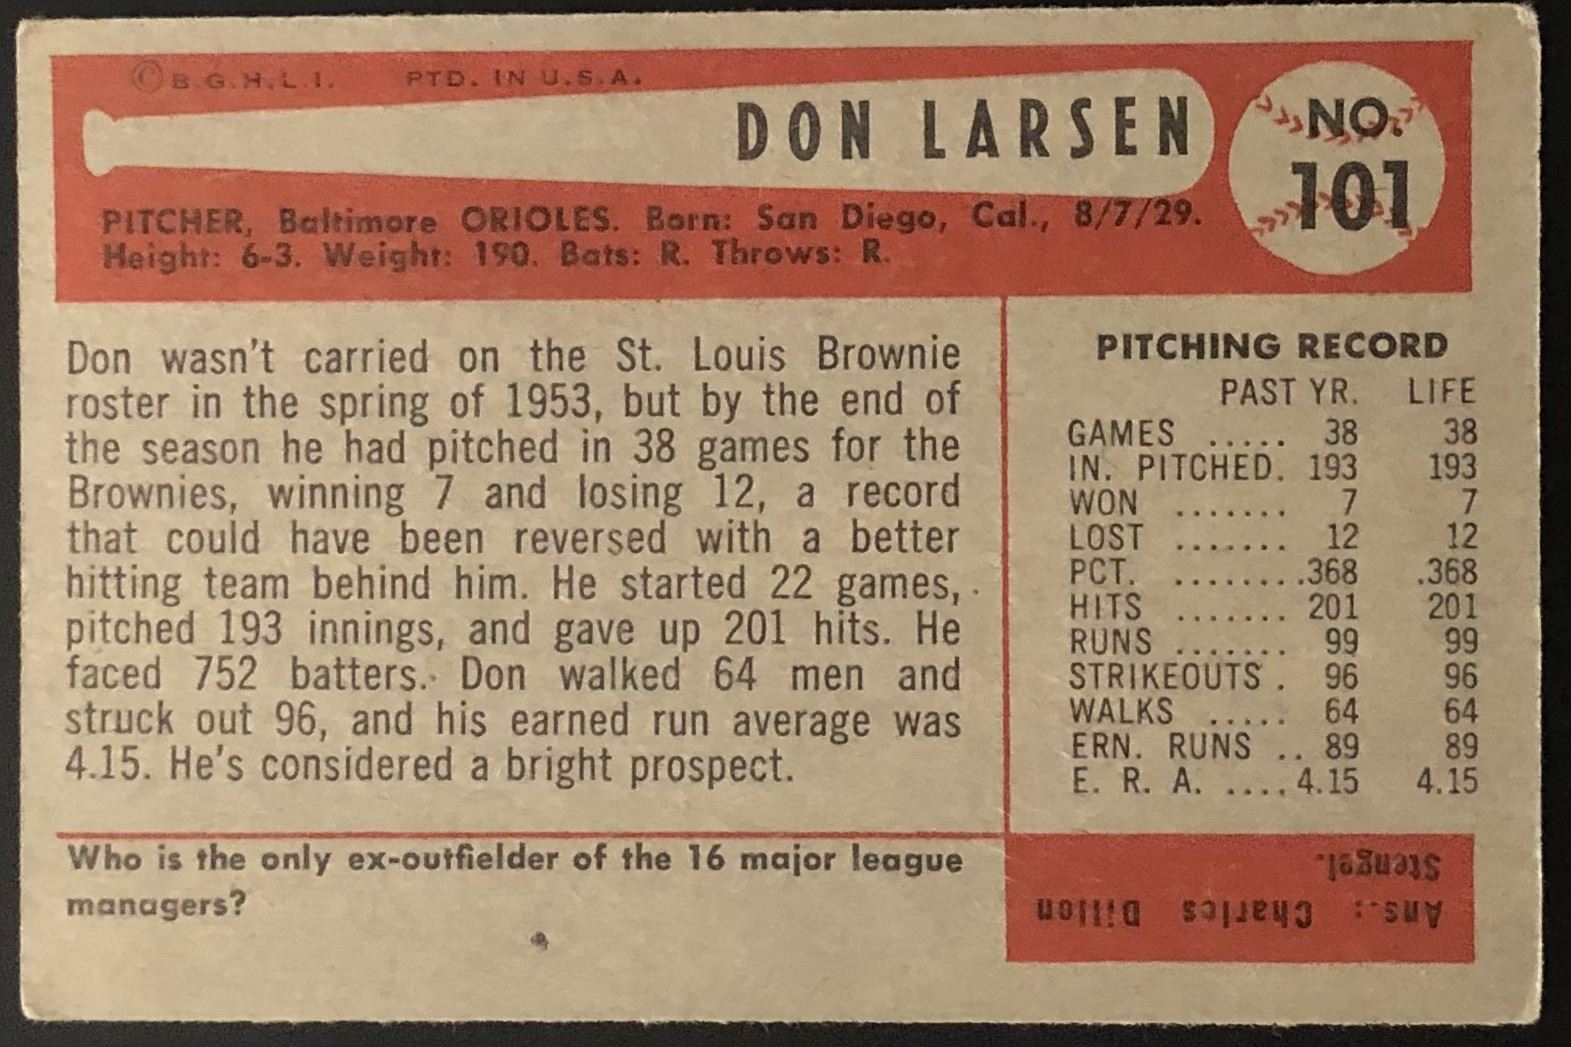 ©B.G.H.L.I. PTD. IN U.S.A.
DON LARSEN
NO.
101
PITCHER, Baltimore ORIOLES. Born: San Diego, Cal., 8/7/29.
Height: 6-3. Weight: 190. Bats: R. Throws: R.
Don wasn't carried on the St. Louis Brownie
roster in the spring of 1953, but by the end of
the season he had pitched in 38 games for the
Brownies, winning 7 and losing 12, a record
that could have been reversed with a better
hitting team behind him. He started 22 games,
pitched 193 innings, and gave up 201 hits. He
faced 752 batters. Don walked 64 men and
struck out 96, and his earned run average was
4.15. He's considered a bright prospect.
PITCHING RECORD
PAST YR. LIFE
GAMES ..... 38 38
IN. PITCHED. 193 193
WON ....... 7 7
LOST ....... 12 12
PCT. ........ .368 .368
HITS ....... 201 201
RUNS ....... 99 99
STRIKEOUTS . 96 96
WALKS ..... 64 64
ERN. RUNS .. 89 89
E. R. A. .... 4.15 4.15
Who is the only ex-outfielder of the 16 major league
managers?
Ans.: Charles Dillon
Stengel.